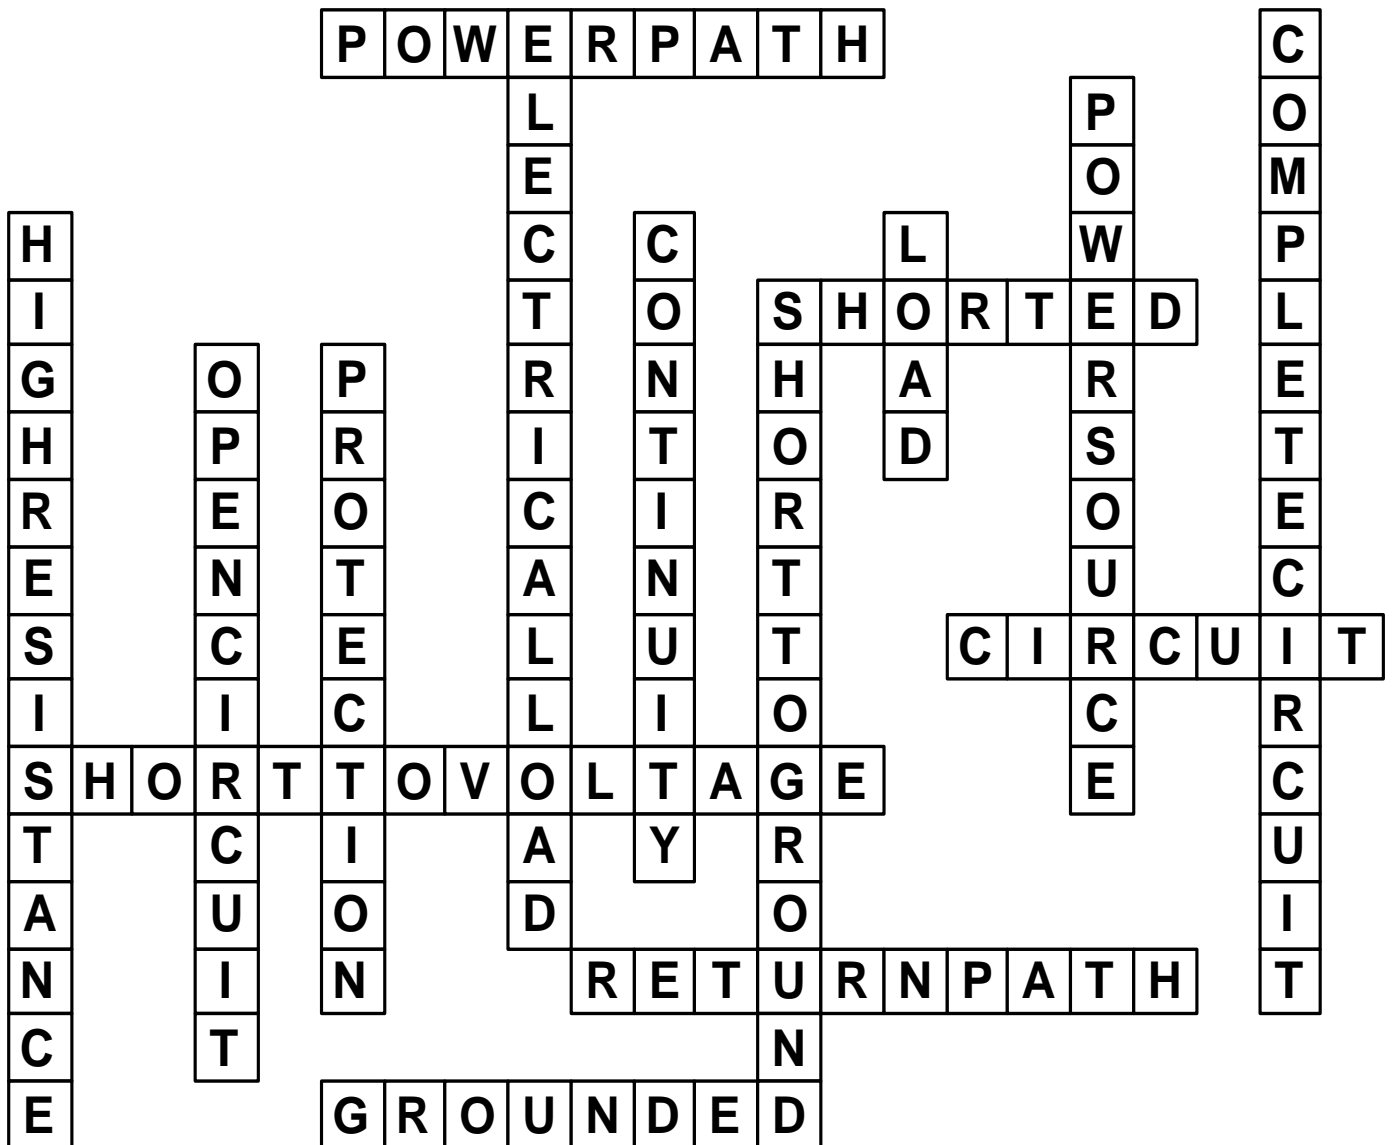 POWERPATH
ELECTRICALLOAD
COMPLETECIRCUIT
POWERSOURCE
HIGHRESISTANCE
CONTINUITY
LOAD
SHORTED
SHORTTOGROUND
OPENCIRCUIT
PROTECTION
CIRCUIT
SHORTTOVOLTAGE
RETURNPATH
GROUNDED